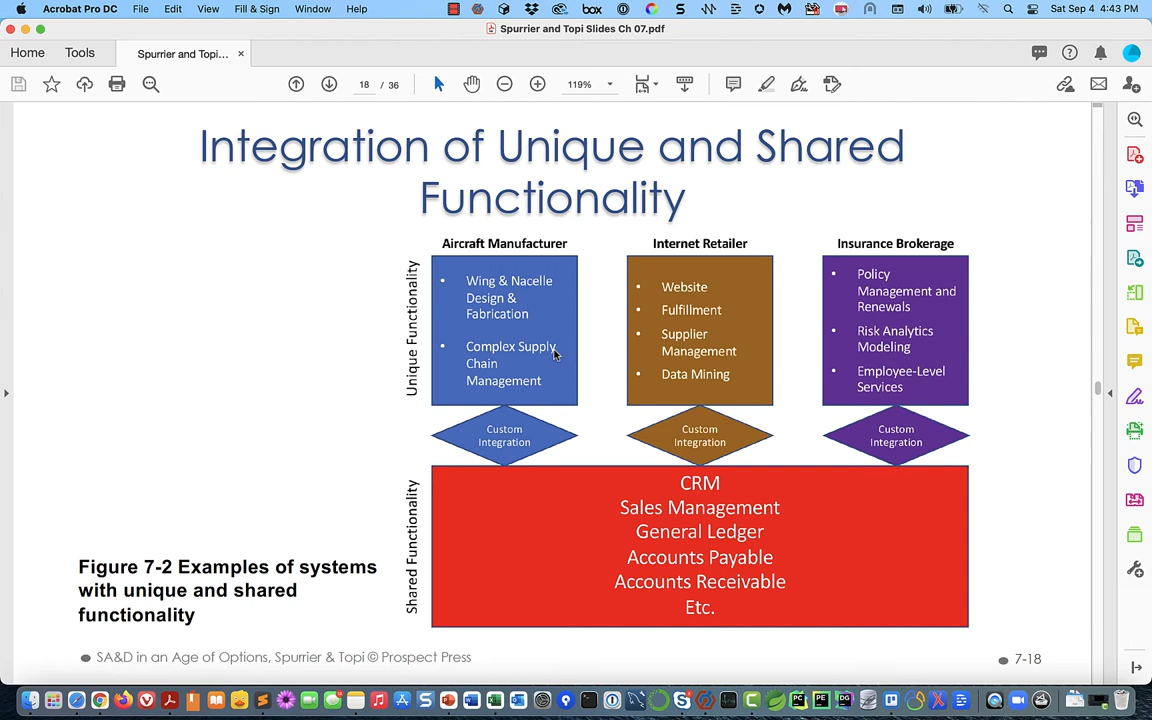 Acrobat Pro DC File Edit View Fill & Sign Window Help box Sat Sep 4 4:43 PM
Spurrier and Topi Slides Ch 07.pdf
Home Tools Spurrier and Topi... ×
18 / 36 119%
Integration of Unique and Shared
Functionality
Aircraft Manufacturer
Internet Retailer
Insurance Brokerage
Unique Functionality
• Wing & Nacelle
Design &
Fabrication
• Complex Supply
Chain
Management
• Website
• Fulfillment
• Supplier
Management
• Data Mining
• Policy
Management and
Renewals
• Risk Analytics
Modeling
• Employee-Level
Services
Custom
Integration
Custom
Integration
Custom
Integration
Shared Functionality
CRM
Sales Management
General Ledger
Accounts Payable
Accounts Receivable
Etc.
Figure 7-2 Examples of systems
with unique and shared
functionality
● SA&D in an Age of Options, Spurrier & Topi © Prospect Press
● 7-18